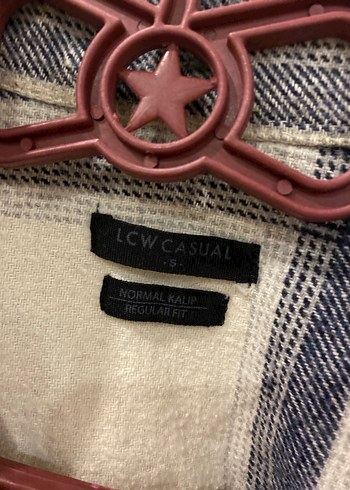 LCW CASUAL
-S-
NORMAL KALIP
REGULAR FIT